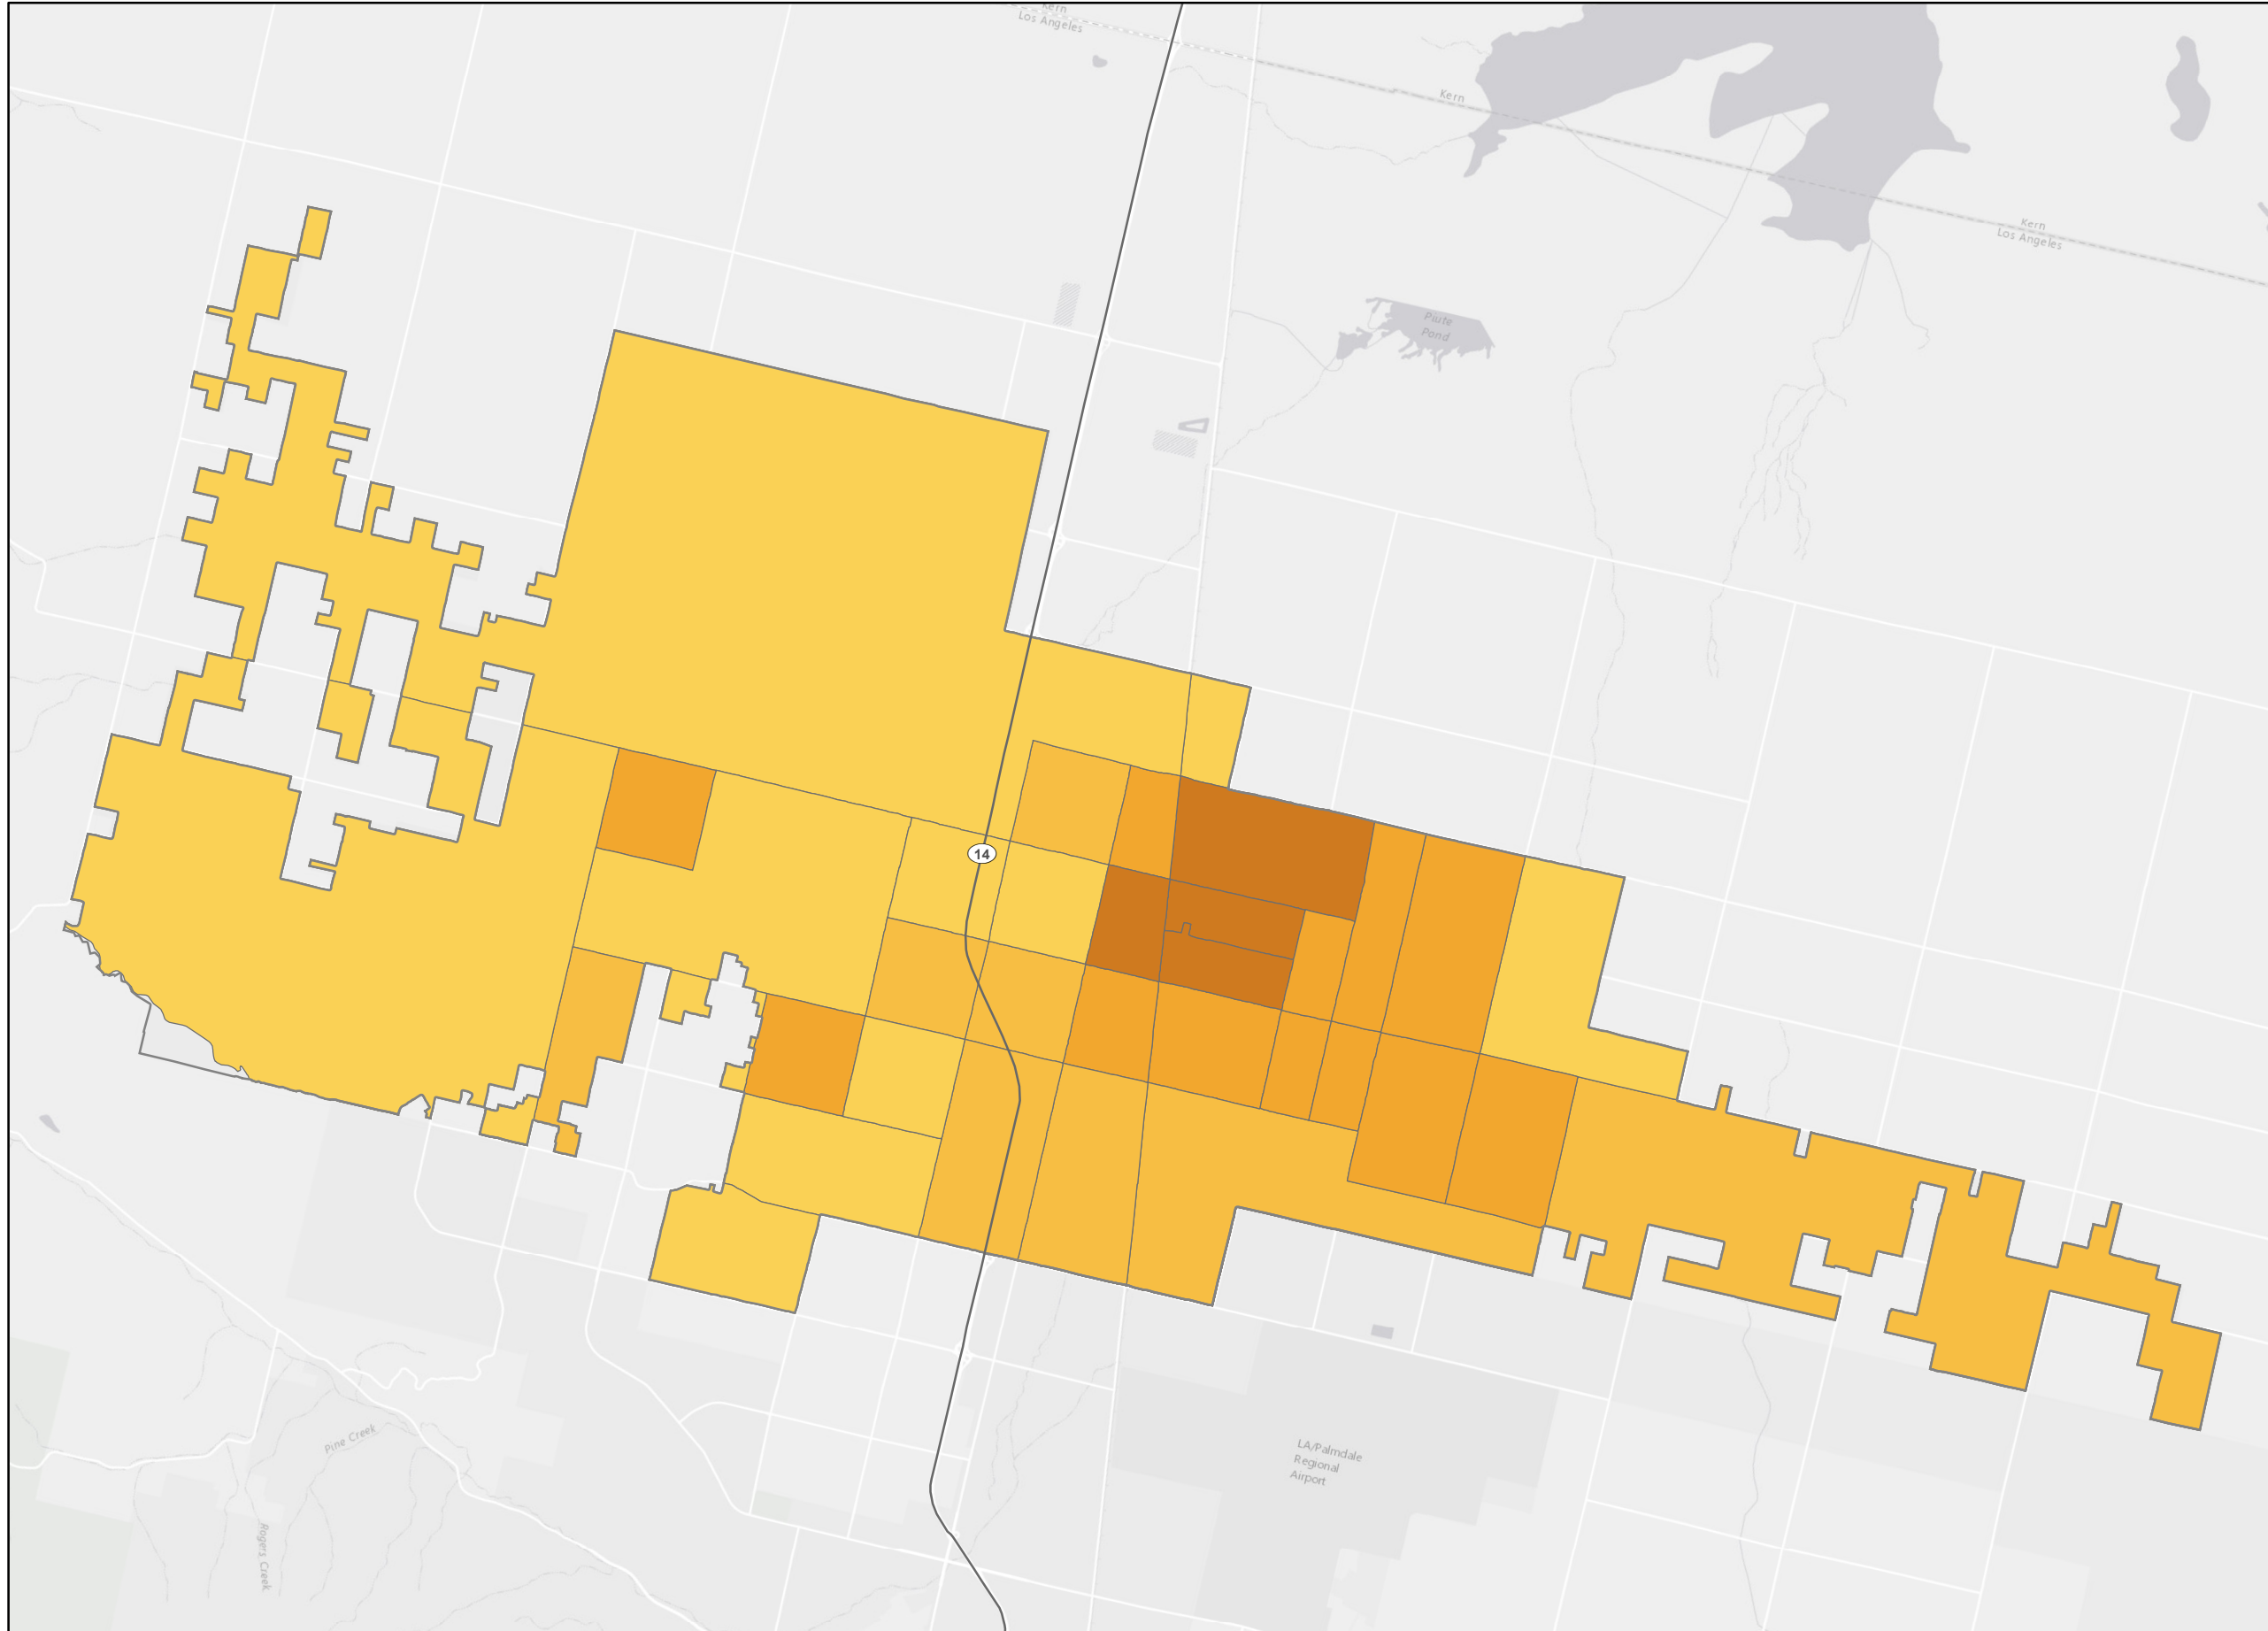 Kern
Los Angeles
Kern
Kern
Los Angeles
Piute
Pond
14
LA/Palmdale
Regional
Airport
Pine Creek
Rogers Creek